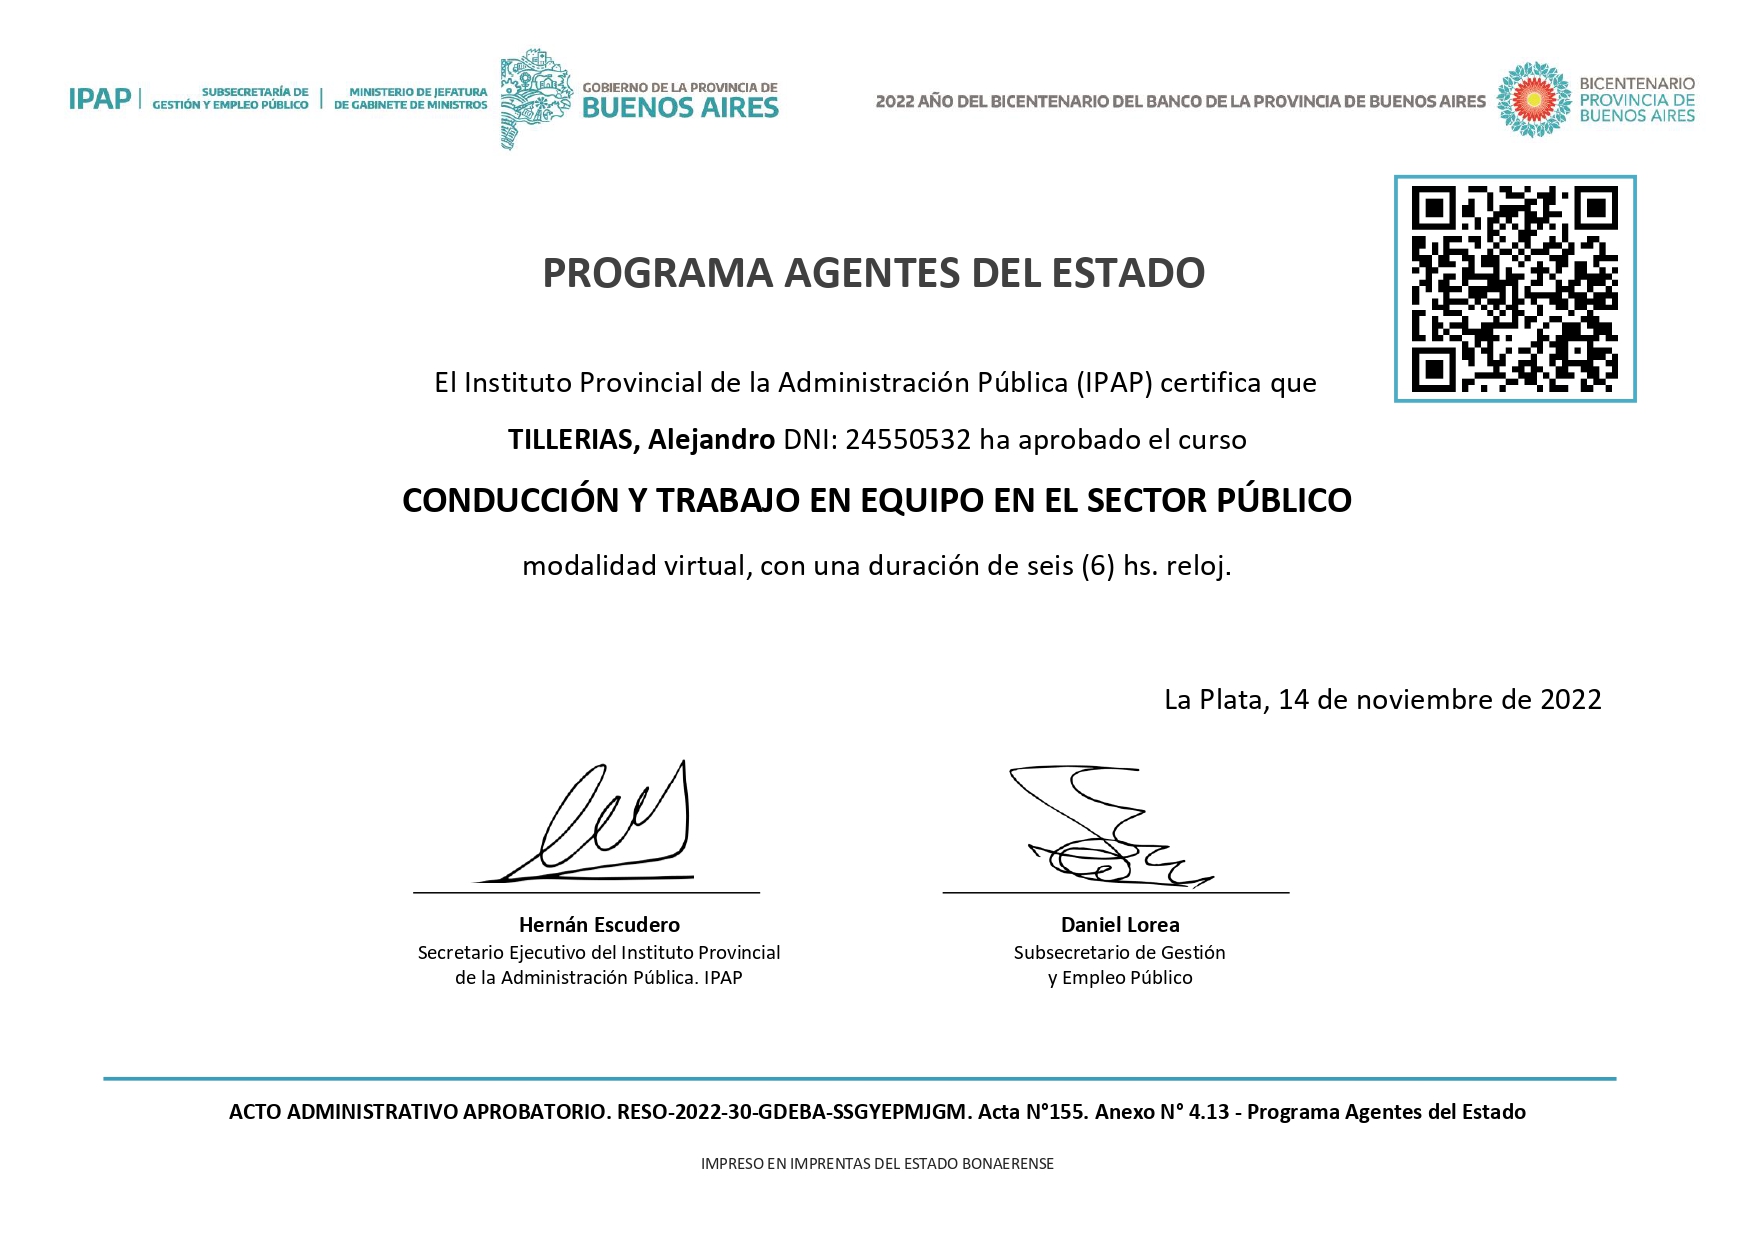 IPAP
SUBSECRETARÍA DE
GESTIÓN Y EMPLEO PÚBLICO
MINISTERIO DE JEFATURA
DE GABINETE DE MINISTROS
GOBIERNO DE LA PROVINCIA DE
BUENOS AIRES
2022 AÑO DEL BICENTENARIO DEL BANCO DE LA PROVINCIA DE BUENOS AIRES
BICENTENARIO
PROVINCIA DE
BUENOS AIRES
PROGRAMA AGENTES DEL ESTADO
El Instituto Provincial de la Administración Pública (IPAP) certifica que
TILLERIAS, Alejandro DNI: 24550532 ha aprobado el curso
CONDUCCIÓN Y TRABAJO EN EQUIPO EN EL SECTOR PÚBLICO
modalidad virtual, con una duración de seis (6) hs. reloj.
La Plata, 14 de noviembre de 2022
Hernán Escudero
Secretario Ejecutivo del Instituto Provincial
de la Administración Pública. IPAP
Daniel Lorea
Subsecretario de Gestión
y Empleo Público
ACTO ADMINISTRATIVO APROBATORIO. RESO-2022-30-GDEBA-SSGYEPMJGM. Acta N°155. Anexo N° 4.13 - Programa Agentes del Estado
IMPRESO EN IMPRENTAS DEL ESTADO BONAERENSE